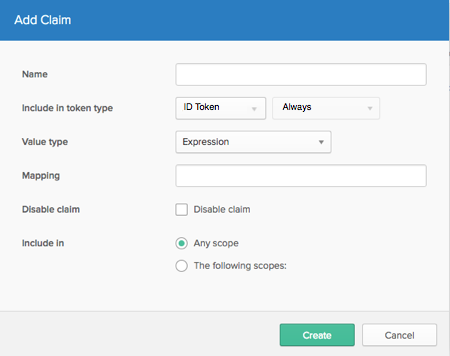 Add Claim
Name
Include in token type ID Token Always
Value type Expression
Mapping
Disable claim Disable claim
Include in Any scope
The following scopes:
Create Cancel